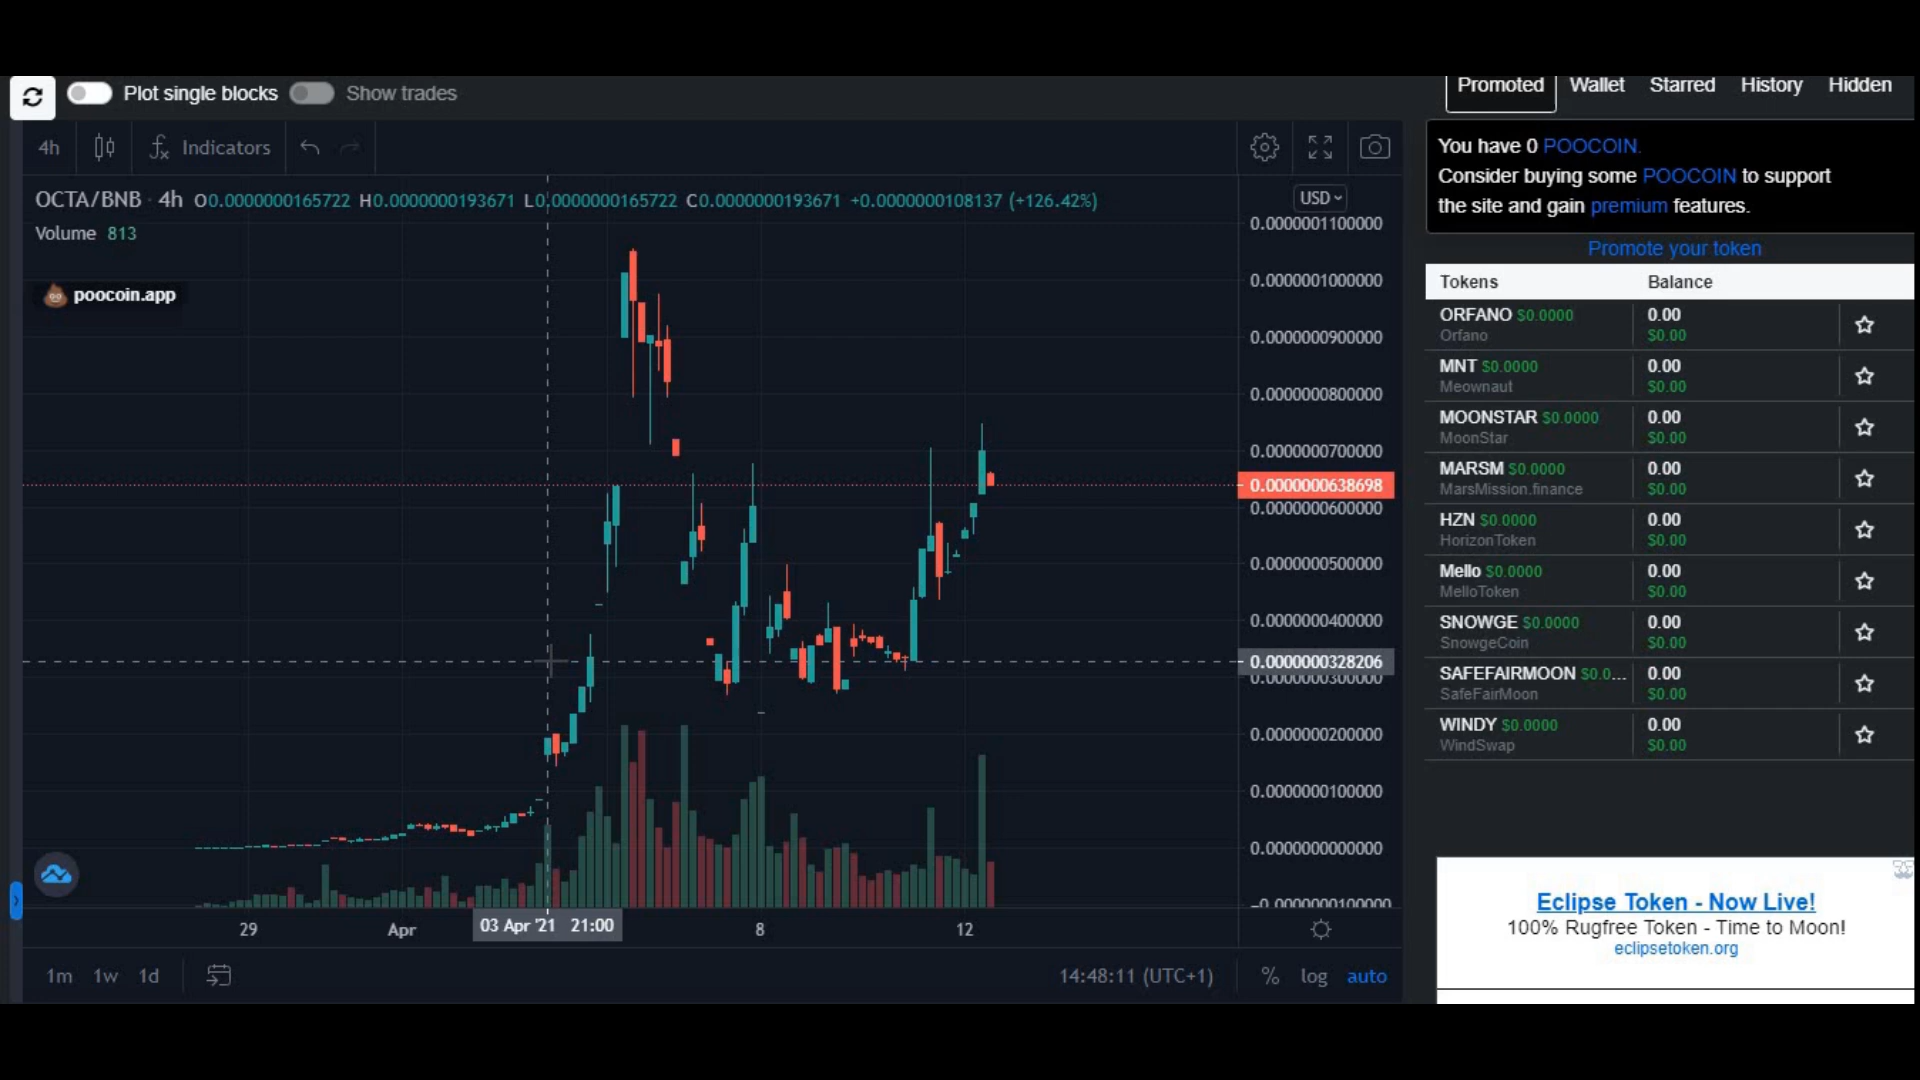 Plot single blocks
Show trades
4h
Indicators
OCTA/BNB · 4h O0.0000000165722 H0.0000000193671 L0.0000000165722 C0.0000000193671 +0.0000000108137 (+126.42%)
Volume 813
poocoin.app
USD
0.0000001100000
0.0000001000000
0.0000000900000
0.0000000800000
0.0000000700000
0.0000000638698
0.0000000600000
0.0000000500000
0.0000000400000
0.0000000328206
0.0000000300000
0.0000000200000
0.0000000100000
0.0000000000000
-0.0000000100000
29
Apr
03 Apr '21 21:00
8
12
1m 1w 1d
14:48:11 (UTC+1)
% log auto
Promoted Wallet Starred History Hidden
You have 0 POOCOIN.
Consider buying some POOCOIN to support
the site and gain premium features.
Promote your token
Tokens Balance
ORFANO $0.0000 0.00
Orfano $0.00
MNT $0.0000 0.00
Meownaut $0.00
MOONSTAR $0.0000 0.00
MoonStar $0.00
MARSM $0.0000 0.00
MarsMission.finance $0.00
HZN $0.0000 0.00
HorizonToken $0.00
Mello $0.0000 0.00
MelloToken $0.00
SNOWGE $0.0000 0.00
SnowgeCoin $0.00
SAFEFAIRMOON $0.0... 0.00
SafeFairMoon $0.00
WINDY $0.0000 0.00
WindSwap $0.00
Eclipse Token - Now Live!
100% Rugfree Token - Time to Moon!
eclipsetoken.org